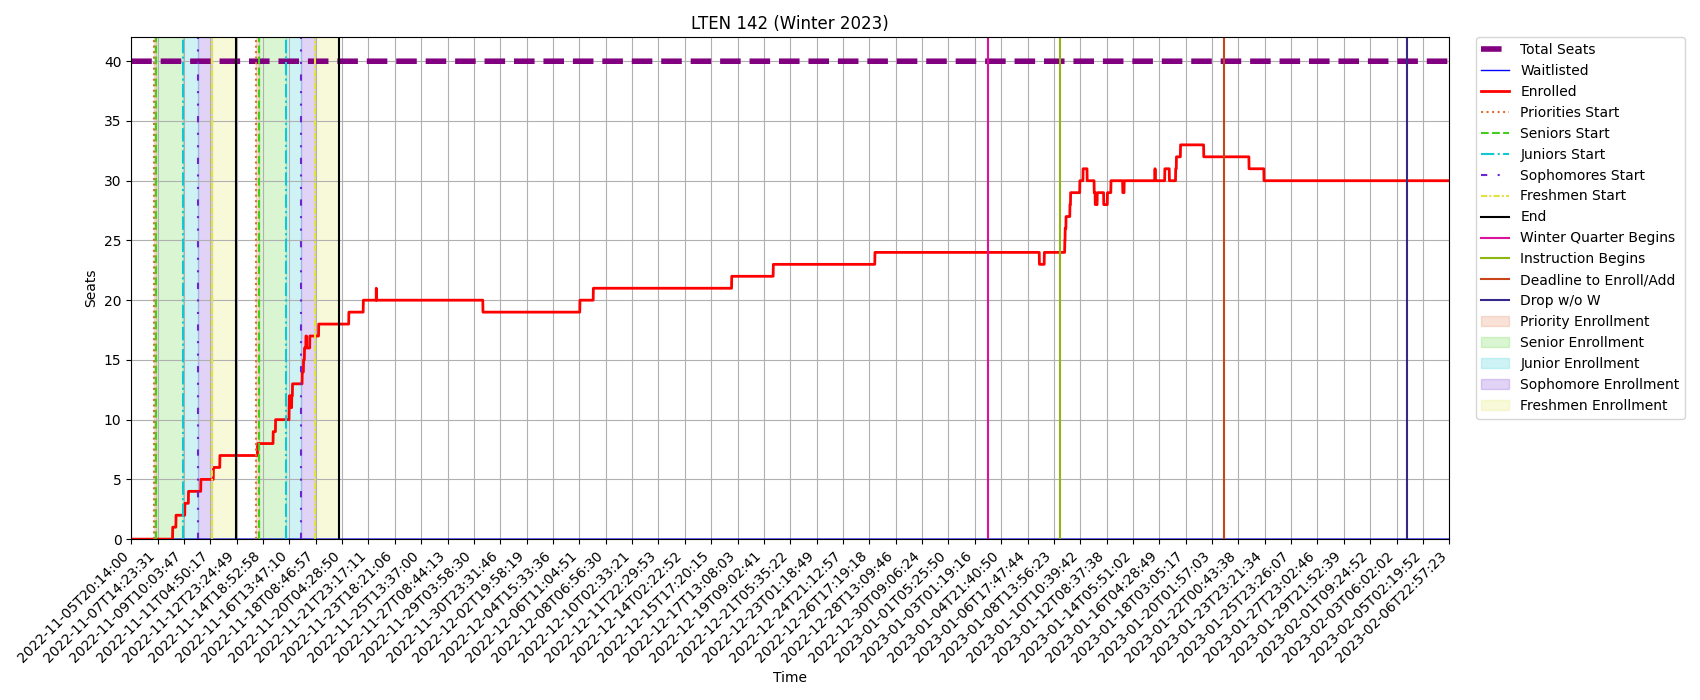 LTEN 142 (Winter 2023)
Seats
40
35
30
25
20
15
10
5
0
2022-11-05T20:14:00
2022-11-07T14:23:31
2022-11-09T10:03:47
2022-11-11T04:50:17
2022-11-12T23:24:49
2022-11-14T18:52:58
2022-11-16T13:47:10
2022-11-18T08:46:57
2022-11-20T04:28:50
2022-11-21T23:17:11
2022-11-23T18:21:06
2022-11-25T13:37:00
2022-11-27T08:44:13
2022-11-29T03:58:30
2022-11-30T23:31:46
2022-12-02T19:58:19
2022-12-04T15:33:36
2022-12-06T11:04:51
2022-12-08T06:56:30
2022-12-10T02:33:21
2022-12-11T22:29:53
2022-12-14T02:22:52
2022-12-15T17:20:15
2022-12-17T13:08:03
2022-12-19T09:02:41
2022-12-21T05:35:22
2022-12-23T01:18:49
2022-12-24T21:12:57
2022-12-26T17:19:18
2022-12-28T13:09:46
2022-12-30T09:06:24
2023-01-01T05:25:50
2023-01-03T01:19:16
2023-01-04T21:40:50
2023-01-06T17:47:44
2023-01-08T13:56:23
2023-01-10T10:39:42
2023-01-12T08:37:38
2023-01-14T05:51:02
2023-01-16T04:28:49
2023-01-18T03:05:17
2023-01-20T01:57:03
2023-01-22T00:43:38
2023-01-23T23:21:34
2023-01-25T23:26:07
2023-01-27T23:02:46
2023-01-29T21:52:39
2023-02-01T09:24:52
2023-02-03T06:02:02
2023-02-05T02:19:52
2023-02-06T22:57:23
Time
Total Seats
Waitlisted
Enrolled
Priorities Start
Seniors Start
Juniors Start
Sophomores Start
Freshmen Start
End
Winter Quarter Begins
Instruction Begins
Deadline to Enroll/Add
Drop w/o W
Priority Enrollment
Senior Enrollment
Junior Enrollment
Sophomore Enrollment
Freshmen Enrollment